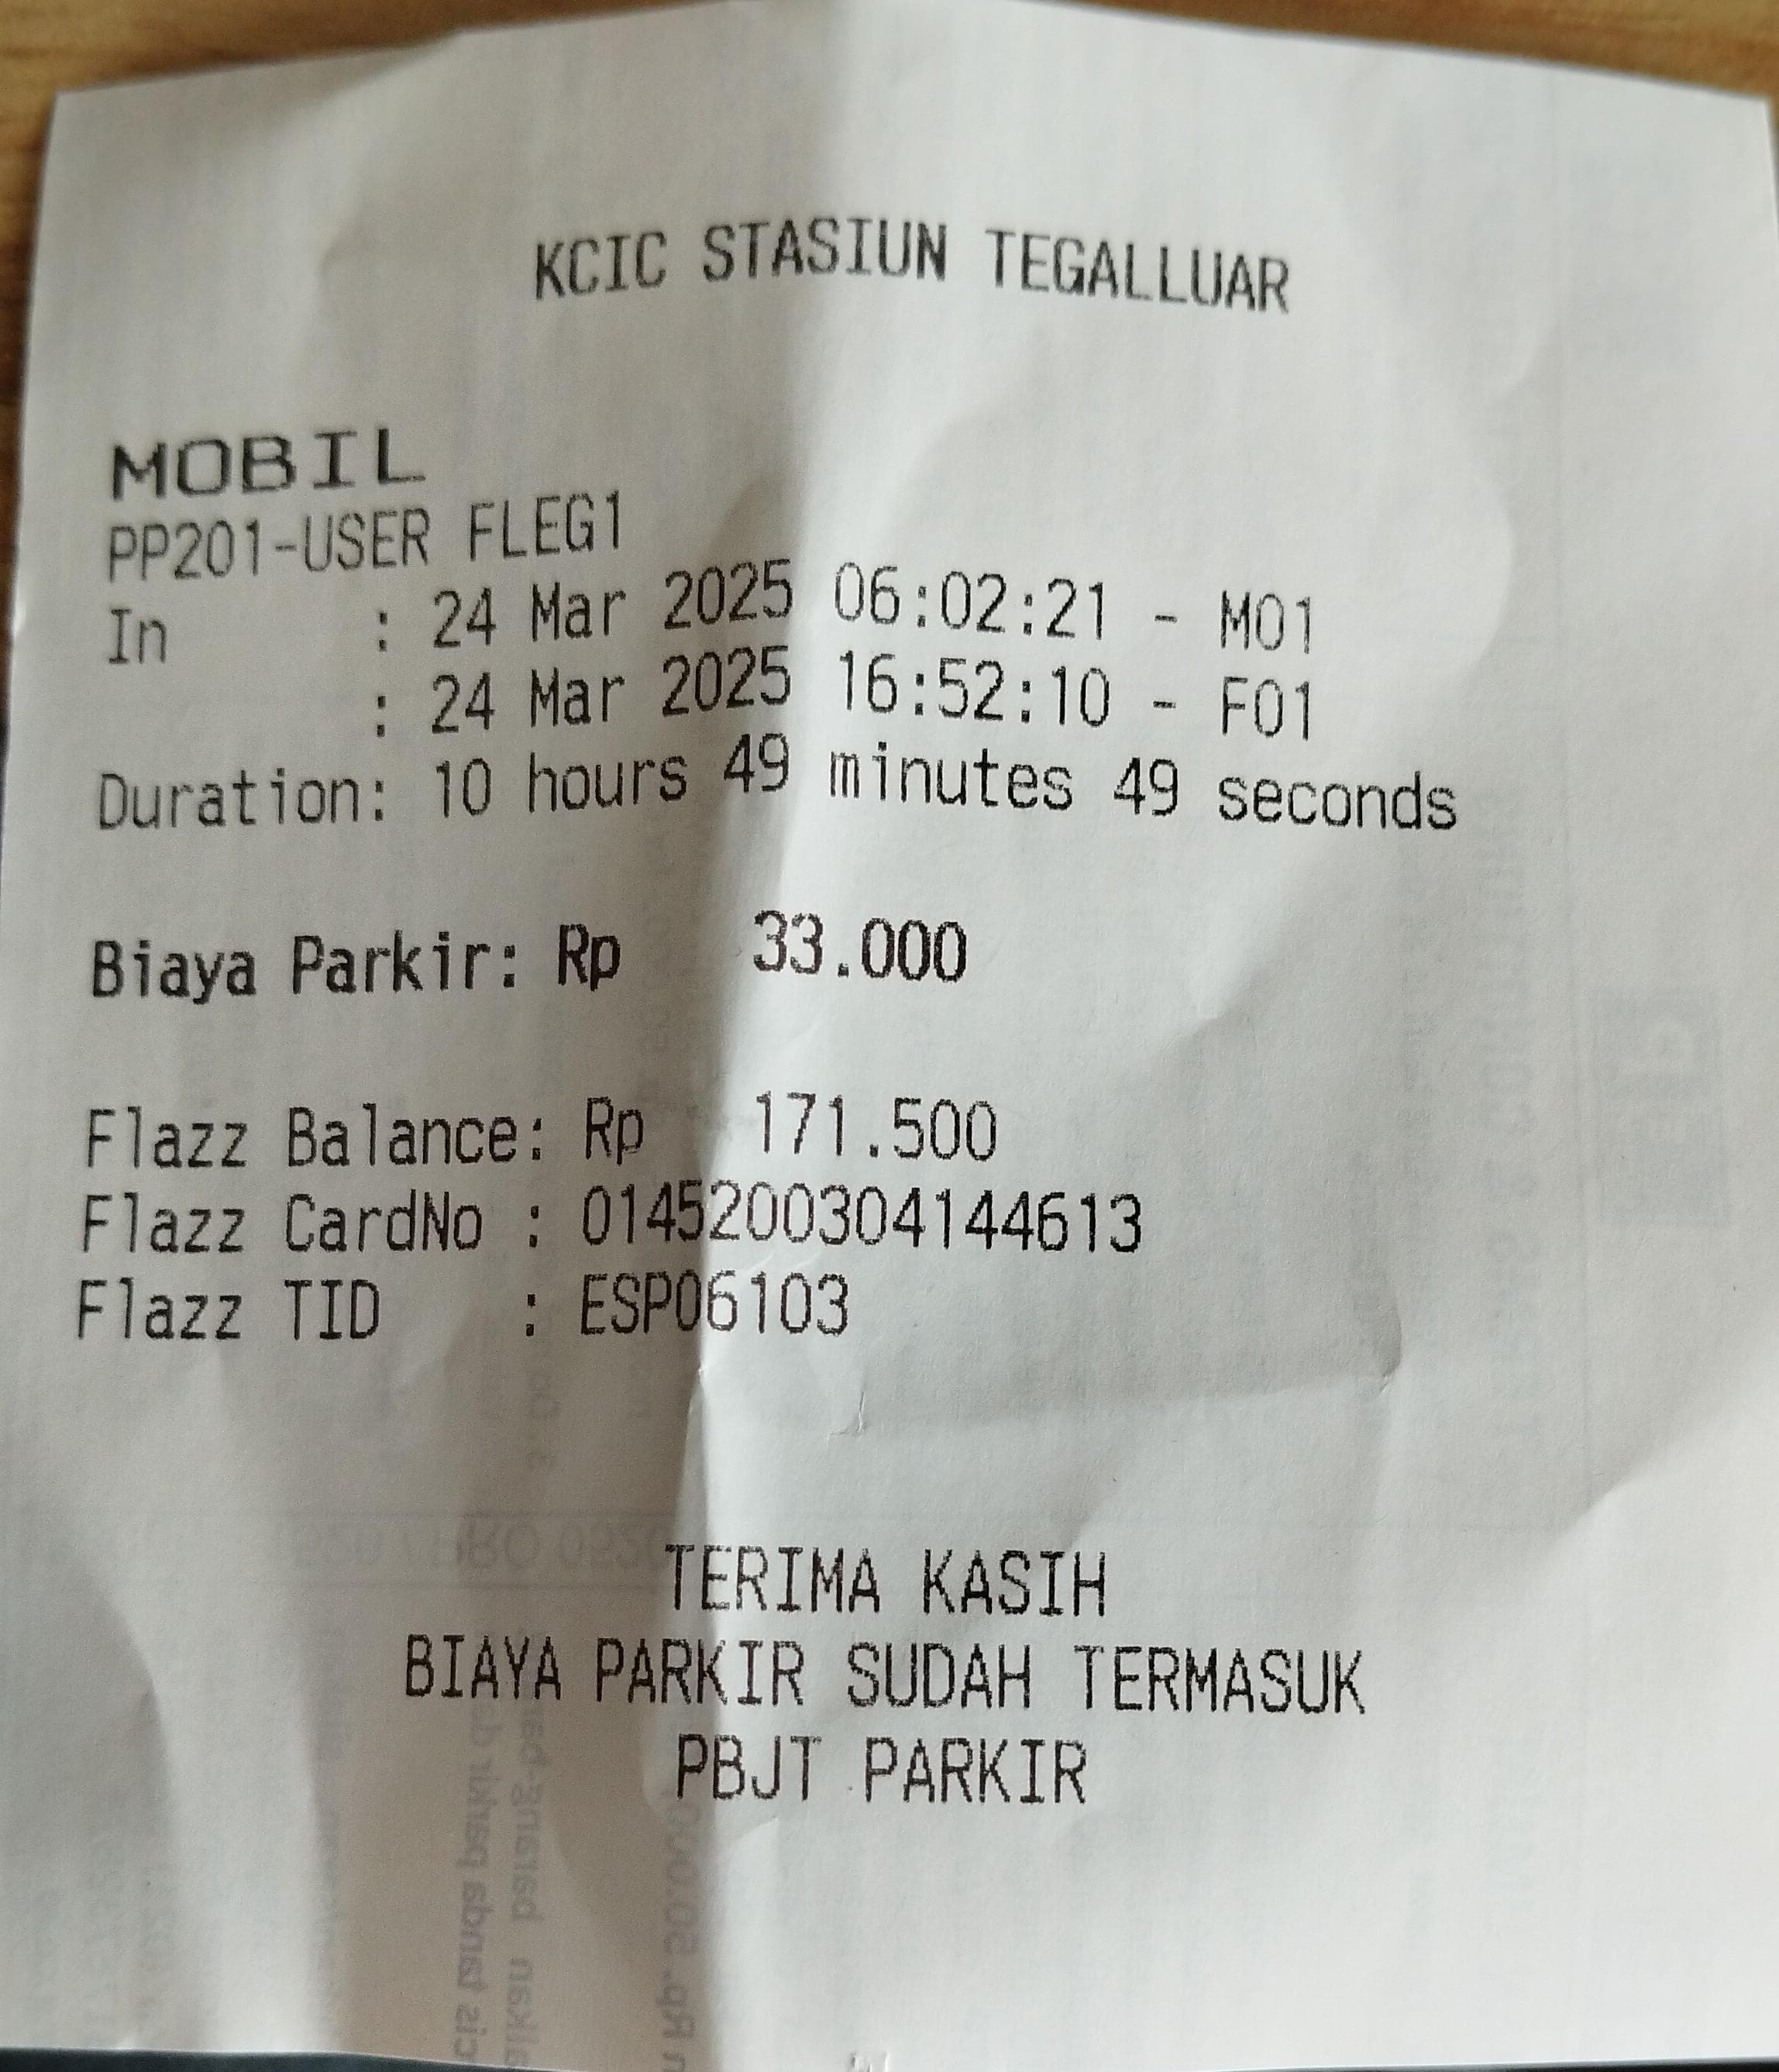 KCIC STASIUN TEGALLUAR
MOBIL
PP201-USER FLEG1
In : 24 Mar 2025 06:02:21 - M01
: 24 Mar 2025 16:52:10 - F01
Duration: 10 hours 49 minutes 49 seconds
Biaya Parkir: Rp 33.000
Flazz Balance: Rp 171.500
Flazz CardNo : 0145200304144613
Flazz TID : ESP06103
TERIMA KASIH
BIAYA PARKIR SUDAH TERMASUK
PBJT PARKIR